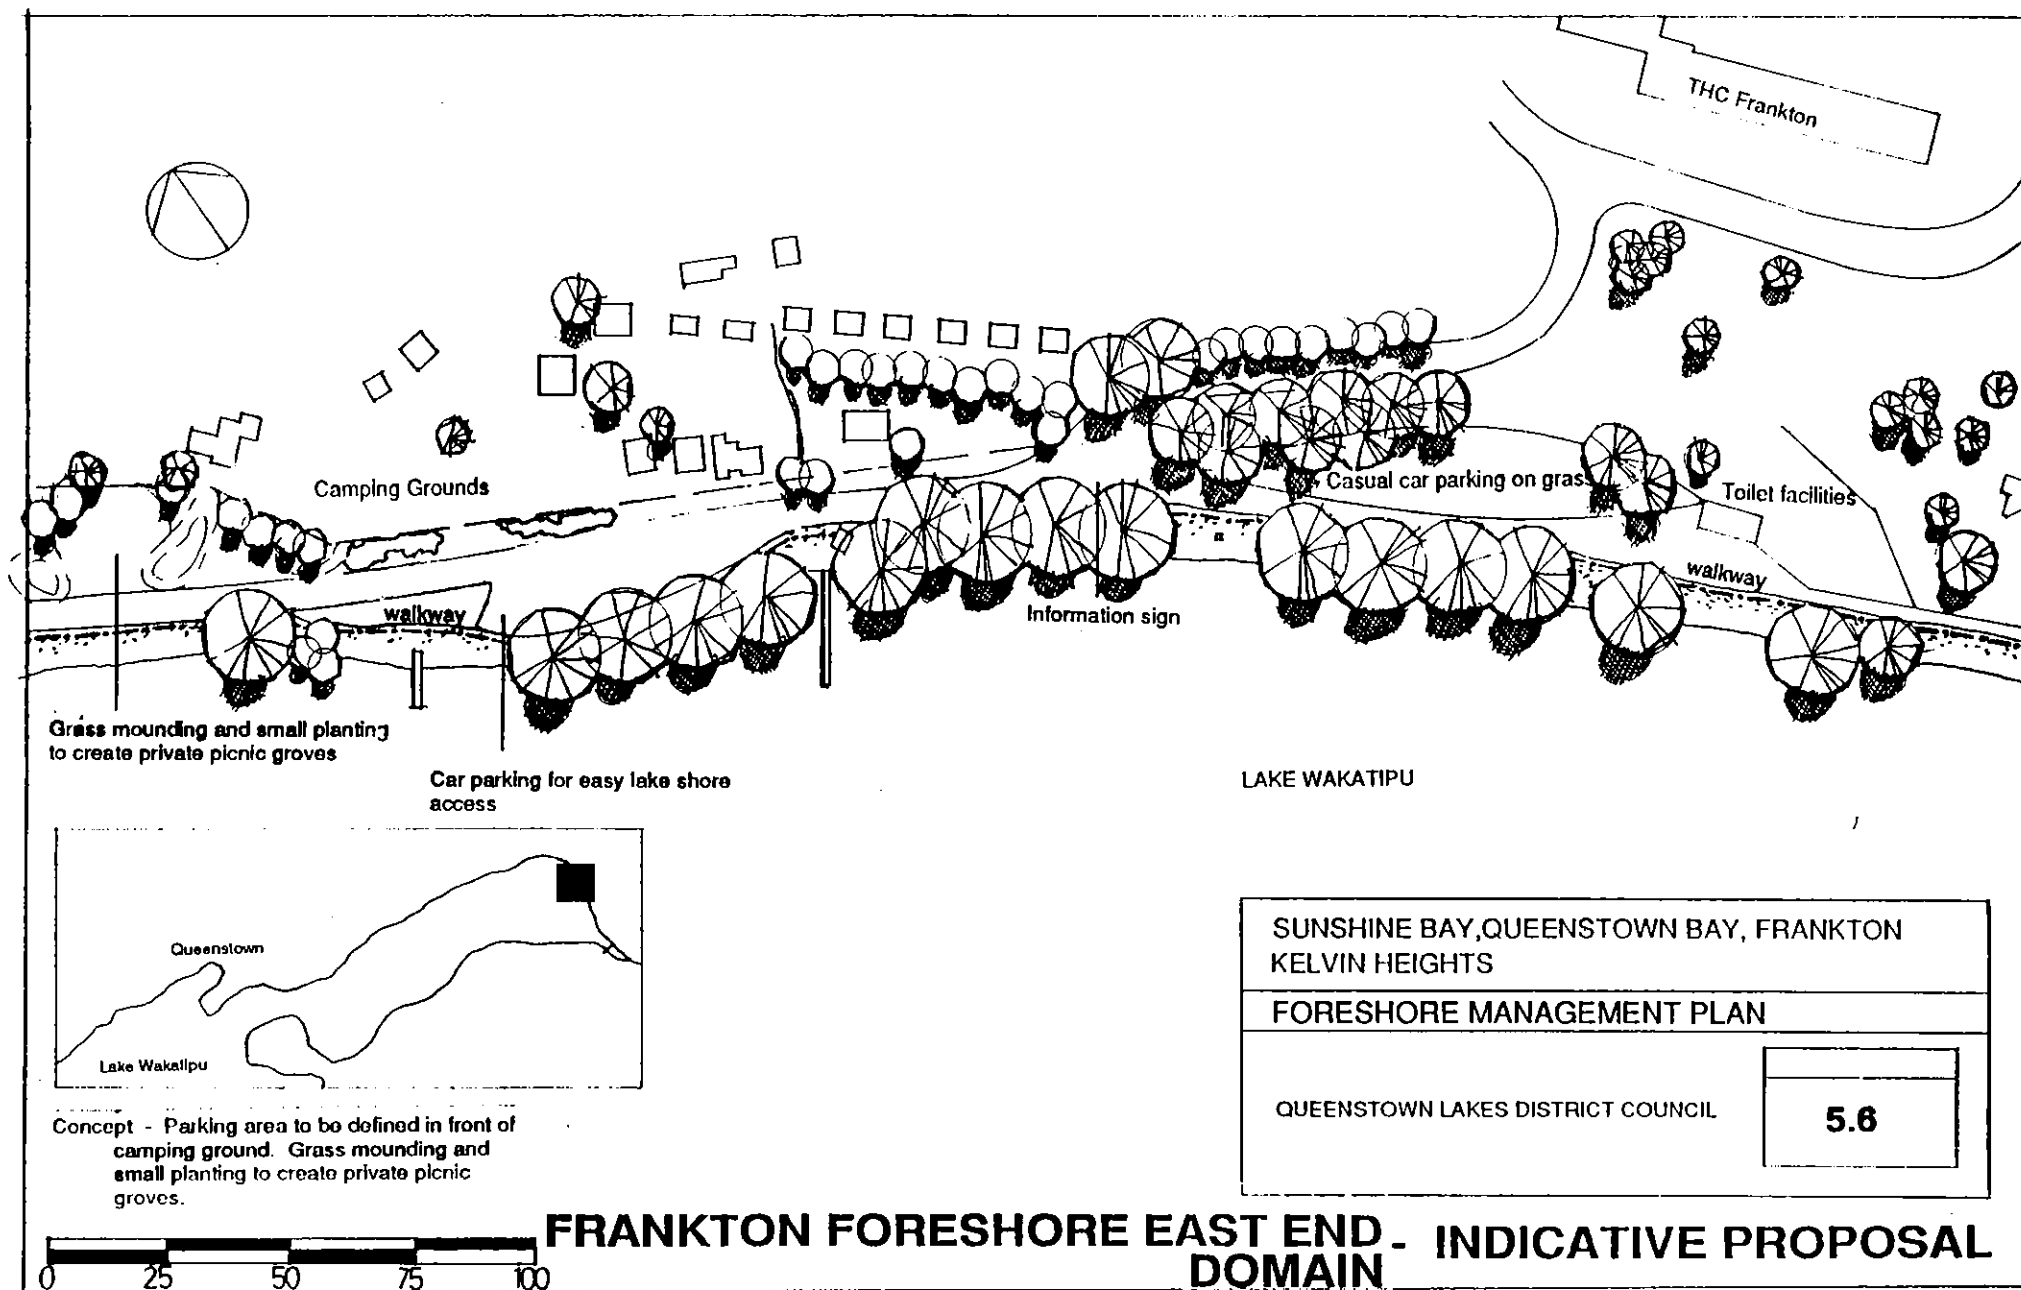 THC Frankton
Camping Grounds
Casual car parking on grass
Toilet facilities
walkway
walkway
Information sign
Grass mounding and small planting
to create private picnic groves
Car parking for easy lake shore
access
LAKE WAKATIPU
Queenstown
Lake Wakatipu
Concept - Parking area to be defined in front of
camping ground. Grass mounding and
small planting to create private picnic
groves.
SUNSHINE BAY,QUEENSTOWN BAY, FRANKTON
KELVIN HEIGHTS
FORESHORE MANAGEMENT PLAN
QUEENSTOWN LAKES DISTRICT COUNCIL
5.6
0 25 50 75 100
FRANKTON FORESHORE EAST END - INDICATIVE PROPOSAL
DOMAIN